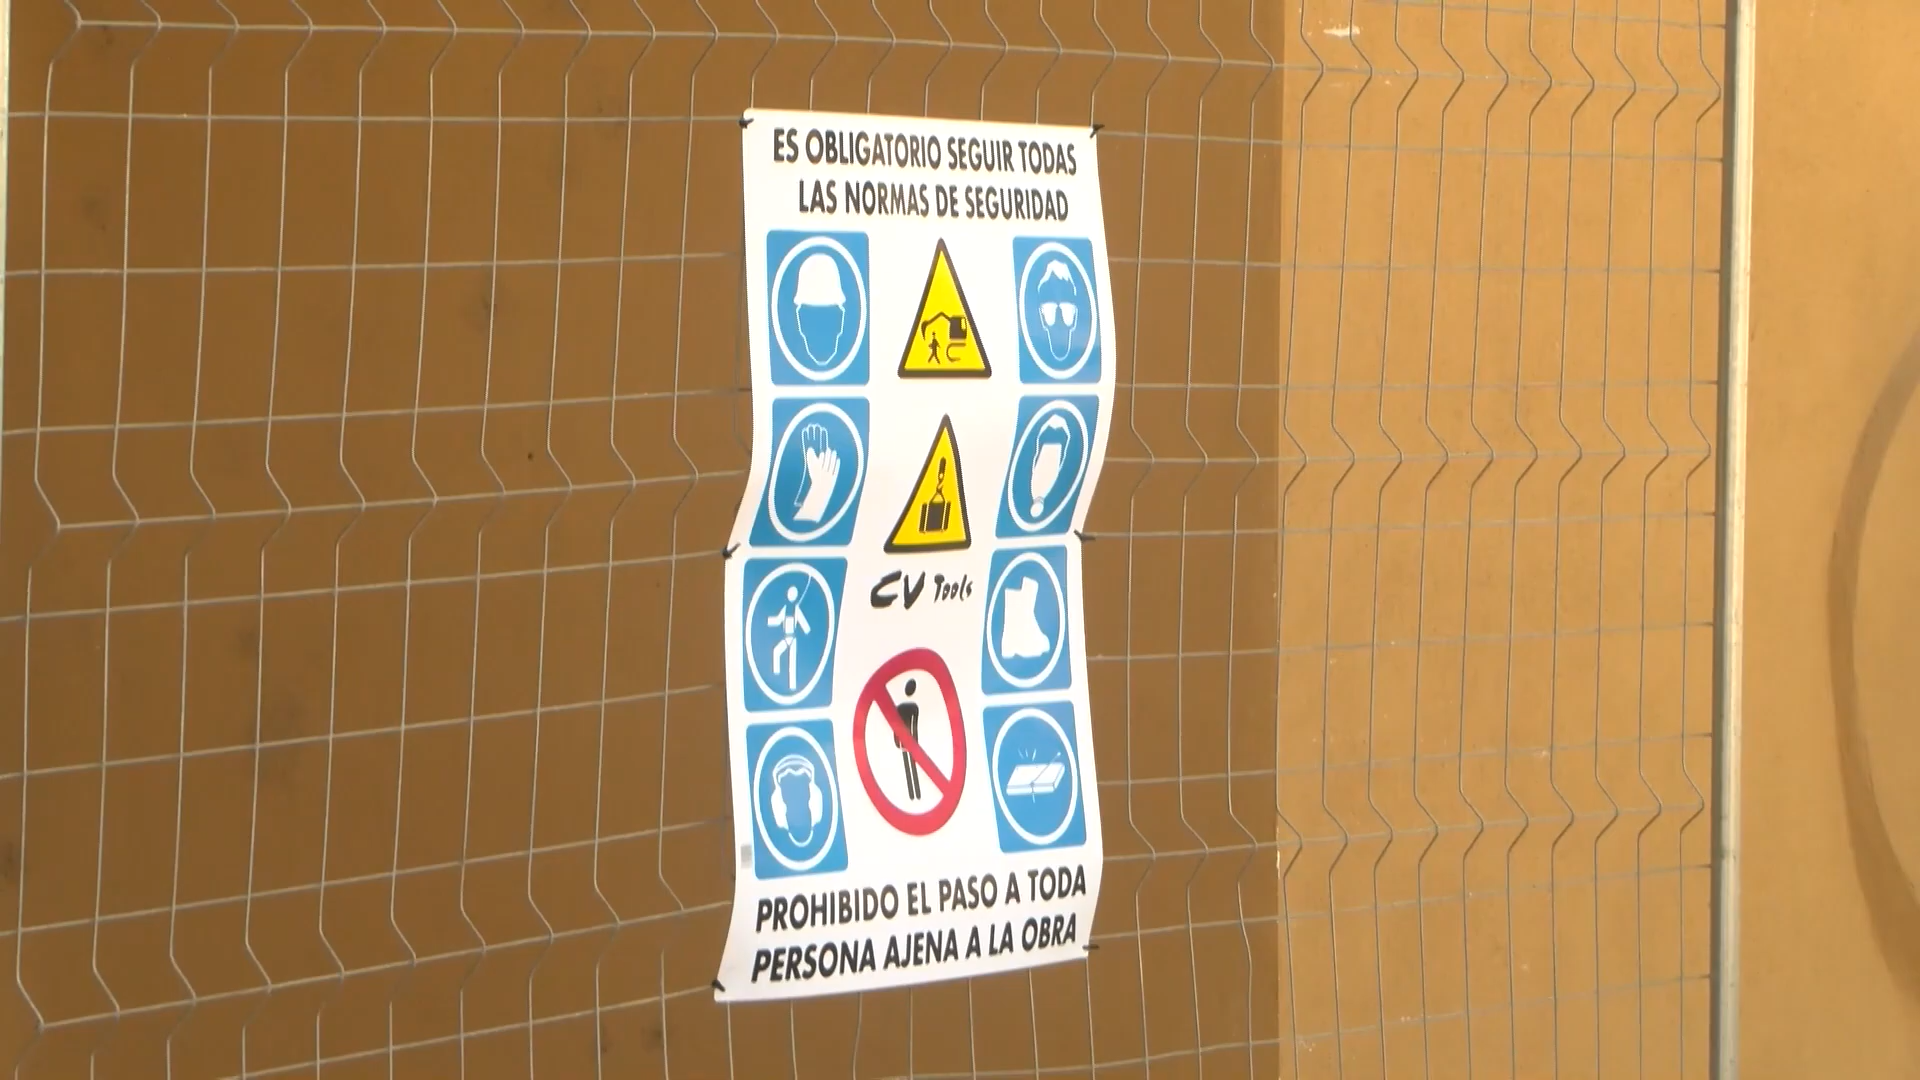 ES OBLIGATORIO SEGUIR TODAS
LAS NORMAS DE SEGURIDAD
CV Tools
PROHIBIDO EL PASO A TODA
PERSONA AJENA A LA OBRA